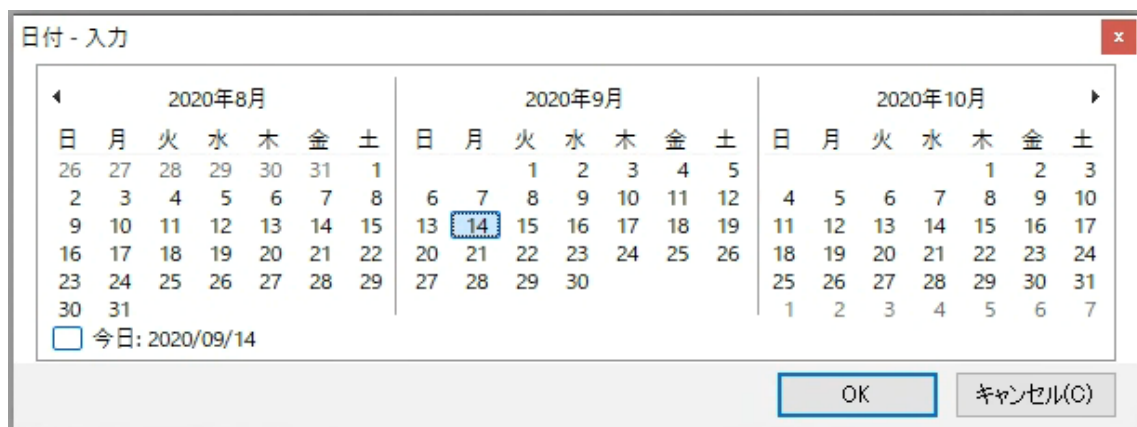 日付 - 入力
x
2020年8月 2020年9月 2020年10月
日 月 火 水 木 金 土 日 月 火 水 木 金 土 日 月 火 水 木 金 土
26 27 28 29 30 31 1 1 2 3 4 5 1 2 3
2 3 4 5 6 7 8 6 7 8 9 10 11 12 4 5 6 7 8 9 10
9 10 11 12 13 14 15 13 14 15 16 17 18 19 11 12 13 14 15 16 17
16 17 18 19 20 21 22 20 21 22 23 24 25 26 18 19 20 21 22 23 24
23 24 25 26 27 28 29 27 28 29 30 25 26 27 28 29 30 31
30 31 1 2 3 4 5 6 7
今日: 2020/09/14
OK キャンセル(C)